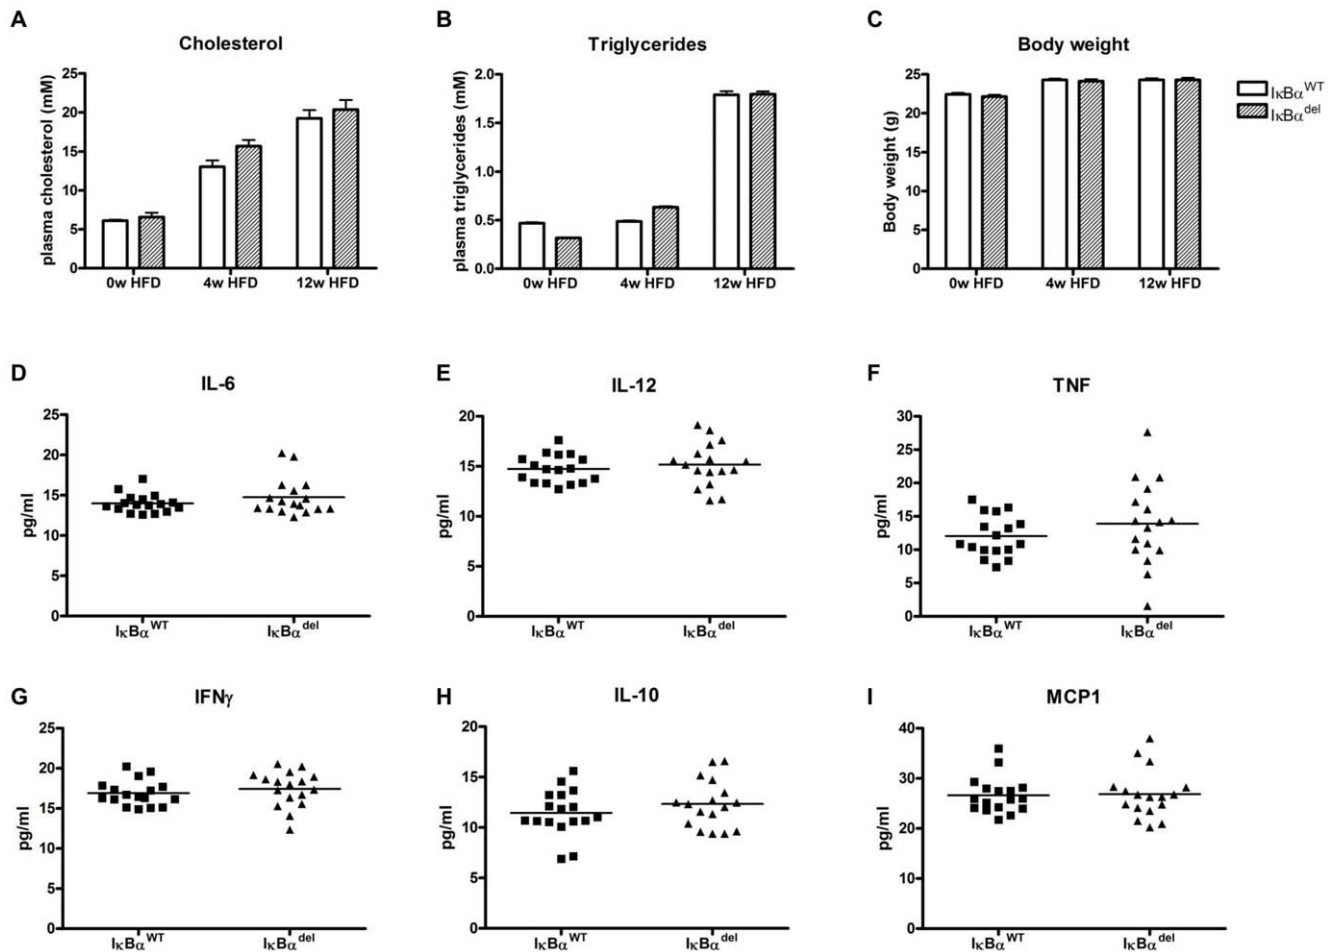 A
Cholesterol
plasma cholesterol (mM)
25
20
15
10
5
0
0w HFD 4w HFD 12w HFD
B
Triglycerides
plasma triglycerides (mM)
2.0
1.5
1.0
0.5
0.0
0w HFD 4w HFD 12w HFD
C
Body weight
Body weight (g)
25
20
15
10
5
0
0w HFD 4w HFD 12w HFD
IκBα^WT
IκBα^del
D
IL-6
pg/ml
25
20
15
10
5
0
IκBα^WT IκBα^del
E
IL-12
pg/ml
20
15
10
5
0
IκBα^WT IκBα^del
F
TNF
pg/ml
30
25
20
15
10
5
0
IκBα^WT IκBα^del
G
IFNγ
pg/ml
25
20
15
10
5
0
IκBα^WT IκBα^del
H
IL-10
pg/ml
20
15
10
5
0
IκBα^WT IκBα^del
I
MCP1
pg/ml
40
30
20
10
0
IκBα^WT IκBα^del